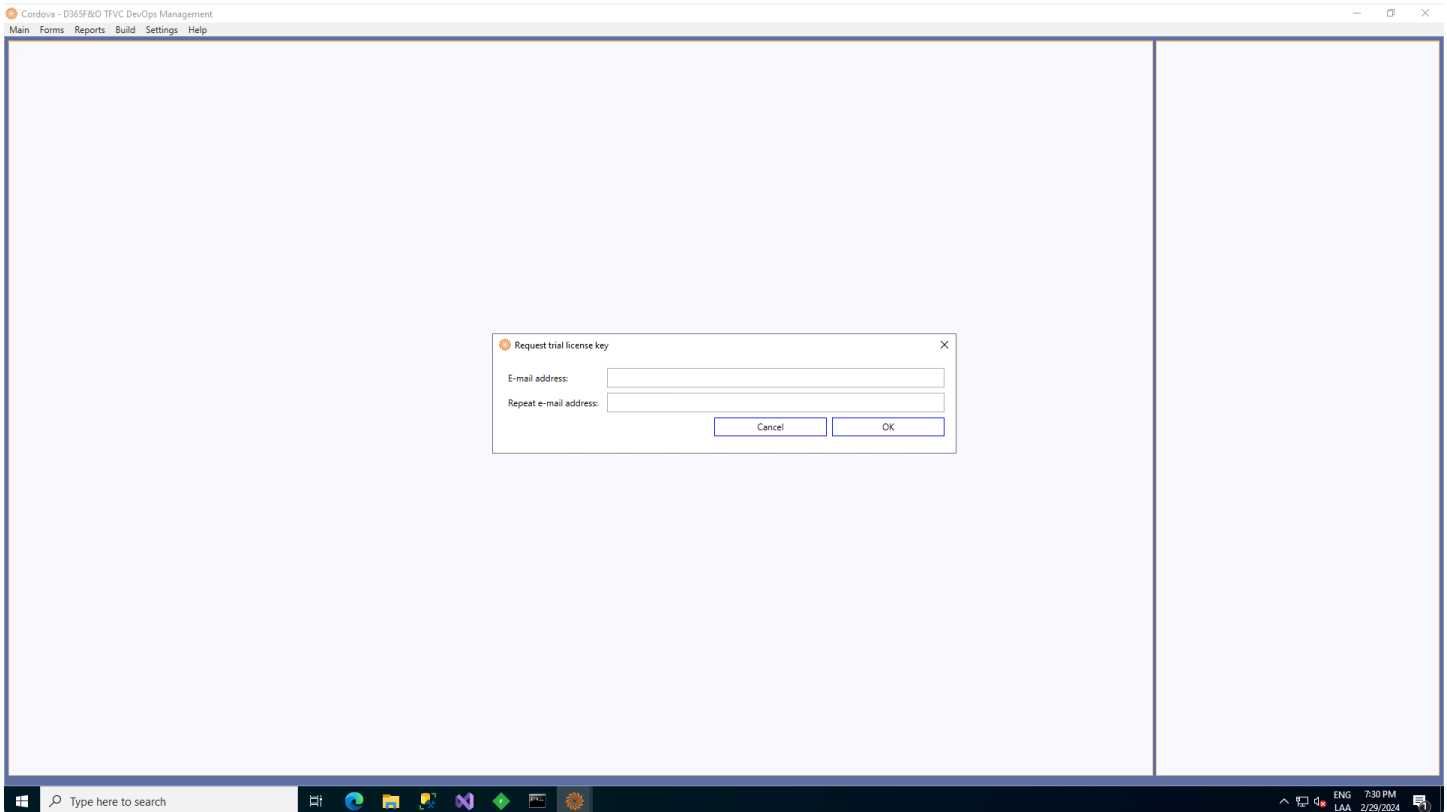 Cordova - D365F&O TFVC DevOps Management
Main Forms Reports Build Settings Help
Request trial license key
E-mail address:
Repeat e-mail address:
Cancel OK
Type here to search
ENG 7:30 PM
LAA 2/29/2024
1